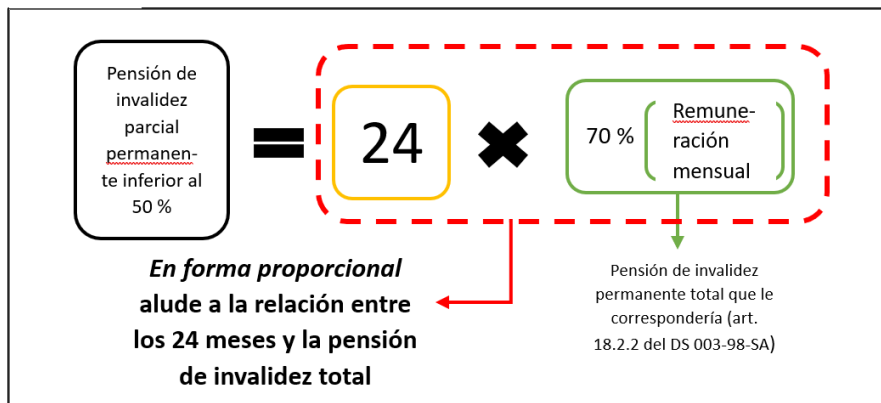 Pensión de
invalidez
parcial
permanen-
te inferior al
50 %
=
24
✖
70 %
Remune-
ración
mensual
En forma proporcional
alude a la relación entre
los 24 meses y la pensión
de invalidez total
Pensión de invalidez
permanente total que le
correspondería (art.
18.2.2 del DS 003-98-SA)